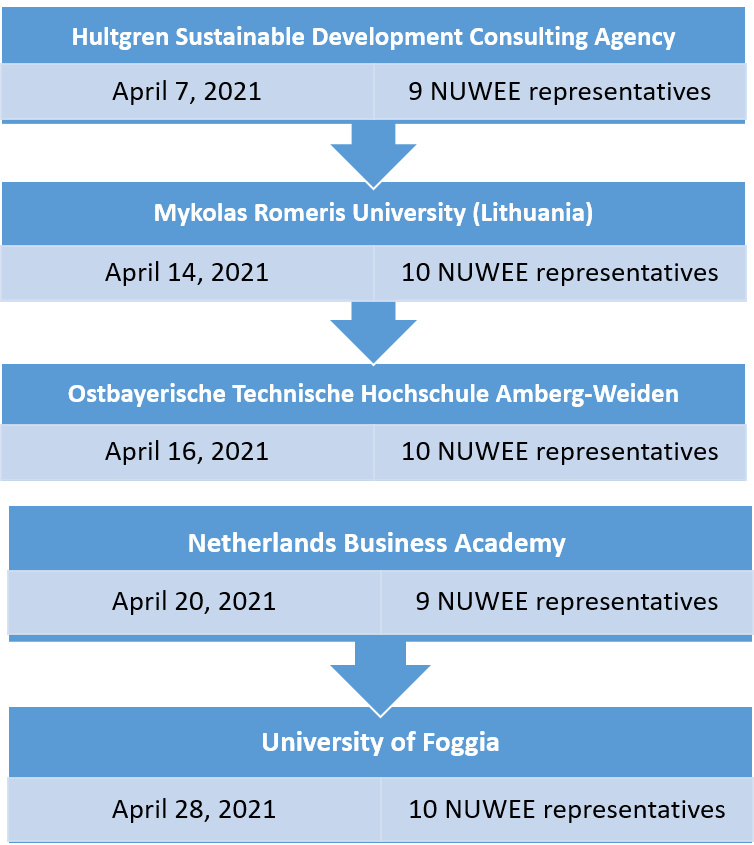 Hultgren Sustainable Development Consulting Agency
April 7, 2021 9 NUWEE representatives
Mykolas Romeris University (Lithuania)
April 14, 2021 10 NUWEE representatives
Ostbayerische Technische Hochschule Amberg-Weiden
April 16, 2021 10 NUWEE representatives
Netherlands Business Academy
April 20, 2021 9 NUWEE representatives
University of Foggia
April 28, 2021 10 NUWEE representatives